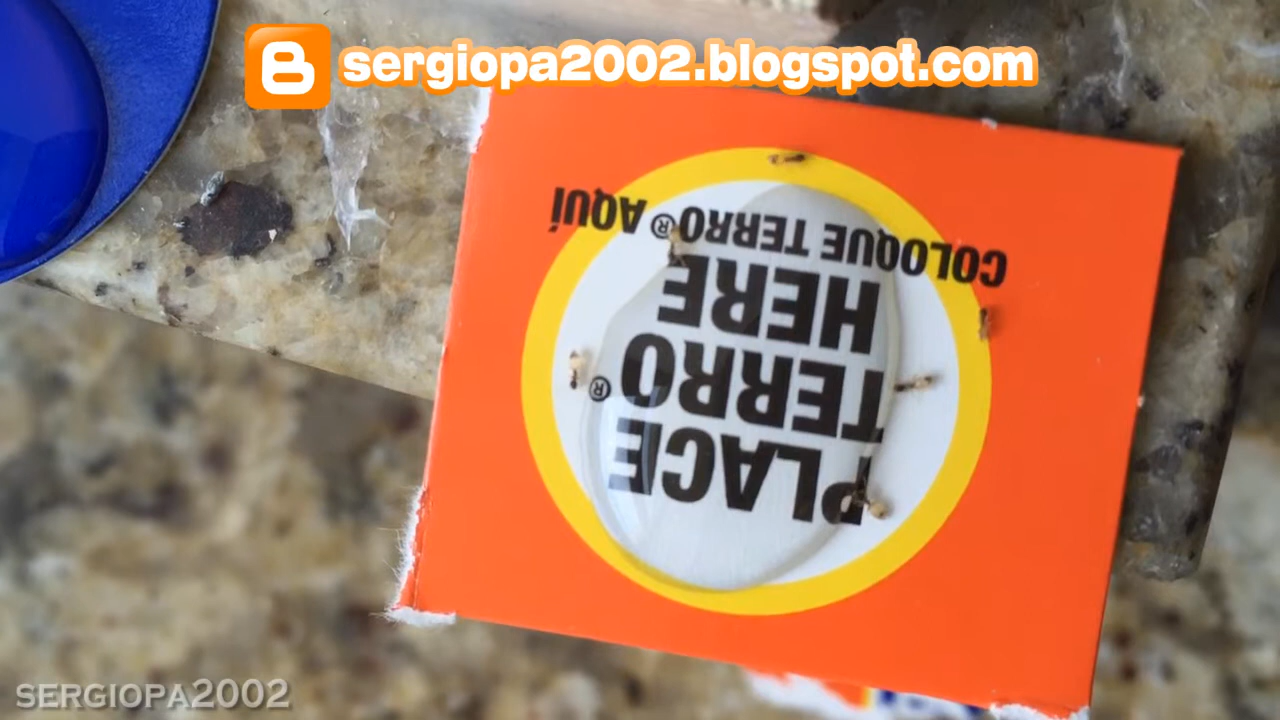 sergiopa2002.blogspot.com
PLACE
TERRO®
HERE
COLOQUE TERRO® AQUÍ
SERGIOPA2002